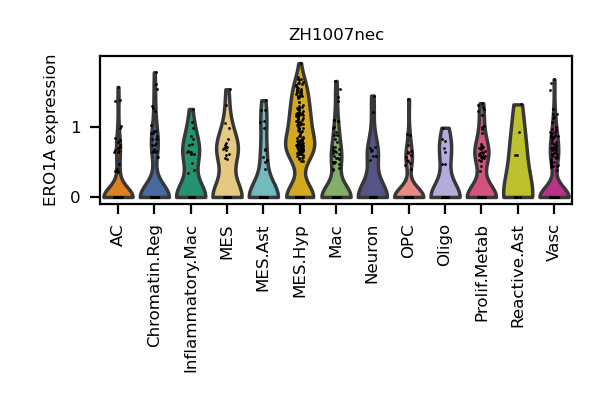 ZH1007nec
ERO1A expression
1
0
AC
Chromatin.Reg
Inflammatory.Mac
MES
MES.Ast
MES.Hyp
Mac
Neuron
OPC
Oligo
Prolif.Metab
Reactive.Ast
Vasc